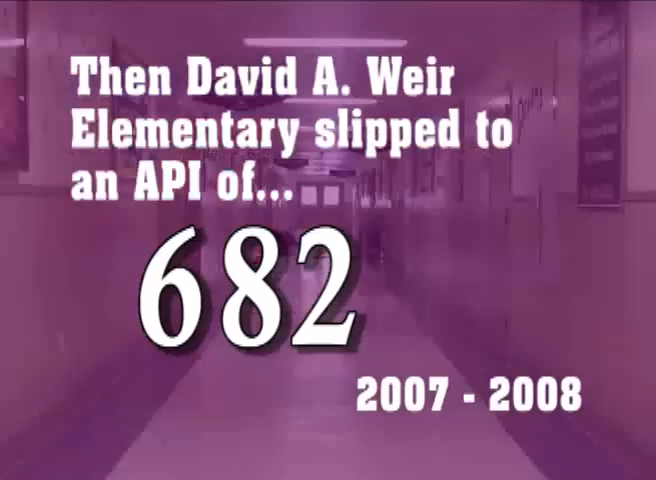 Then David A. Weir
Elementary slipped to
an API of...
682
2007 - 2008